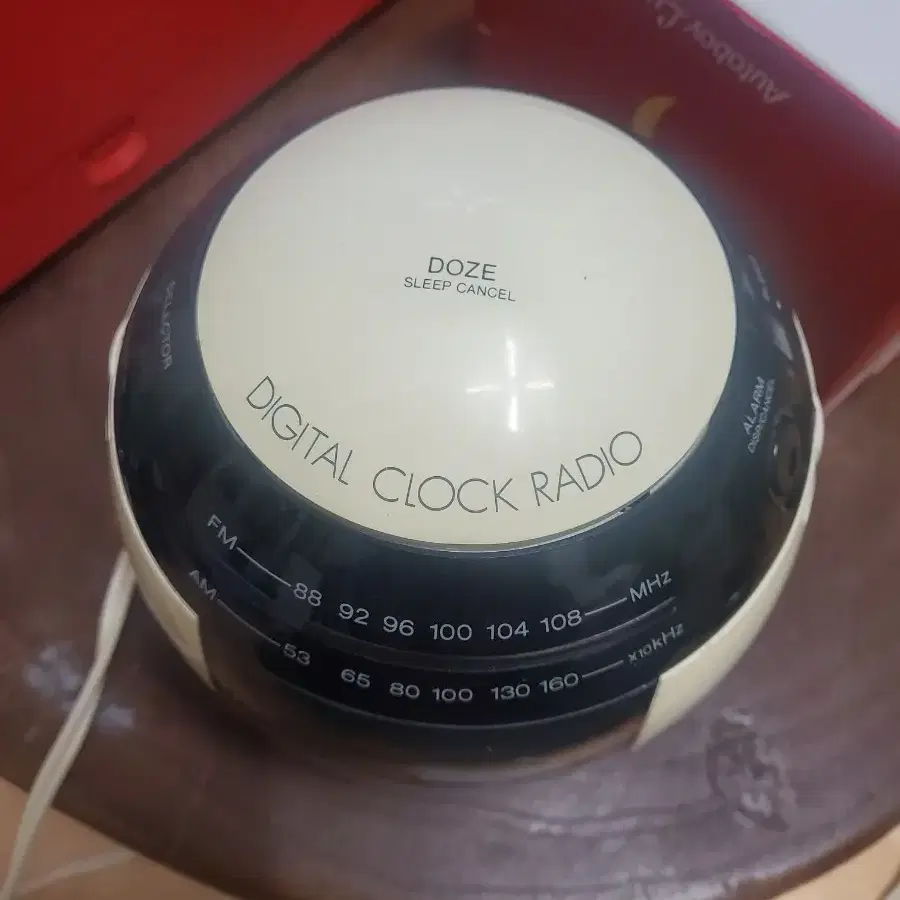 Autoboy
DOZE
SLEEP CANCEL
DIGITAL CLOCK RADIO
ALARM
FM 88 92 96 100 104 108 MHz
AM 53 65 80 100 130 160 x10kHz